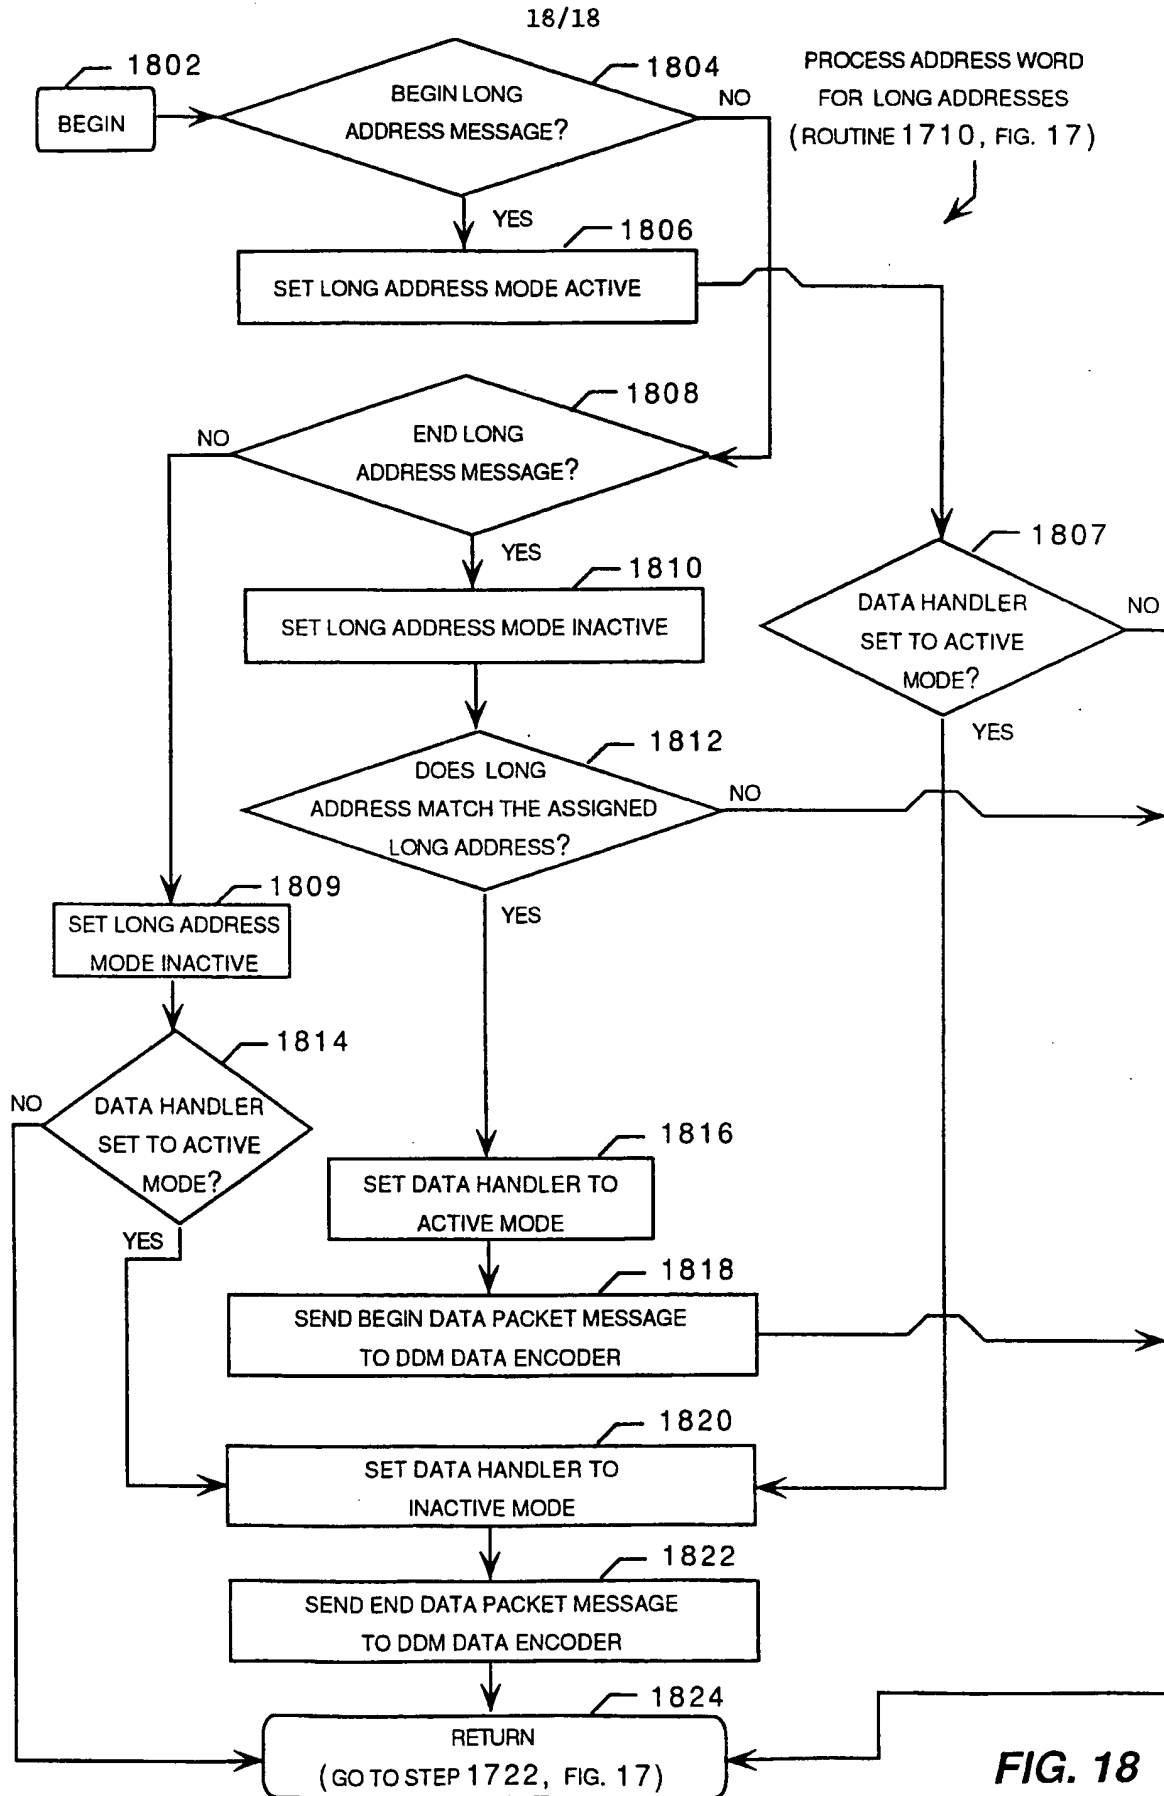 18/18
1802
BEGIN
1804
BEGIN LONG
ADDRESS MESSAGE?
NO
PROCESS ADDRESS WORD
FOR LONG ADDRESSES
(ROUTINE 1710, FIG. 17)
YES
1806
SET LONG ADDRESS MODE ACTIVE
1808
END LONG
ADDRESS MESSAGE?
NO
YES
1807
DATA HANDLER
SET TO ACTIVE
MODE?
NO
YES
1810
SET LONG ADDRESS MODE INACTIVE
1812
DOES LONG
ADDRESS MATCH THE ASSIGNED
LONG ADDRESS?
NO
YES
1809
SET LONG ADDRESS
MODE INACTIVE
1814
DATA HANDLER
SET TO ACTIVE
MODE?
NO
YES
1816
SET DATA HANDLER TO
ACTIVE MODE
1818
SEND BEGIN DATA PACKET MESSAGE
TO DDM DATA ENCODER
1820
SET DATA HANDLER TO
INACTIVE MODE
1822
SEND END DATA PACKET MESSAGE
TO DDM DATA ENCODER
1824
RETURN
(GO TO STEP 1722, FIG. 17)
FIG. 18